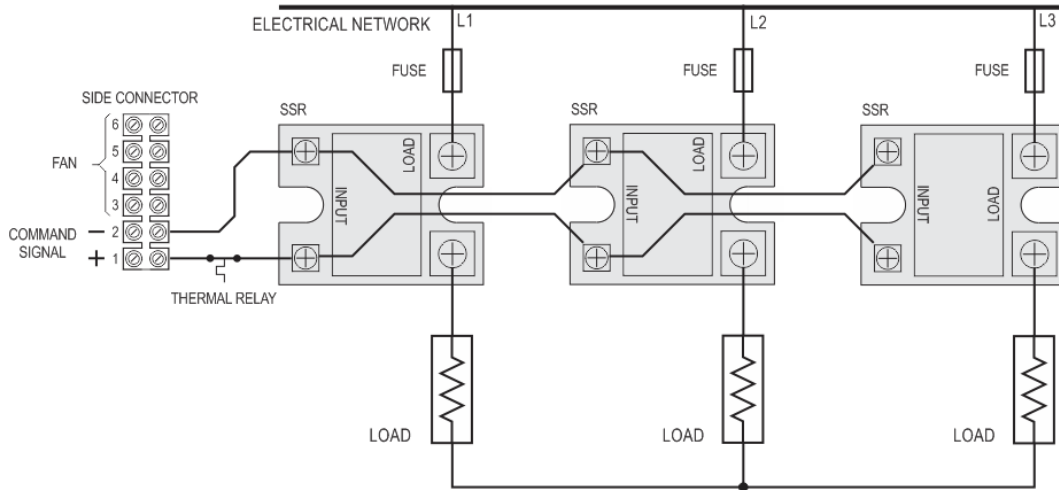 ELECTRICAL NETWORK
L1
L2
L3
FUSE
FUSE
FUSE
SIDE CONNECTOR
SSR
SSR
SSR
6
5
4
3
2
1
FAN
COMMAND
SIGNAL
−
+
THERMAL RELAY
INPUT
LOAD
INPUT
LOAD
INPUT
LOAD
LOAD
LOAD
LOAD